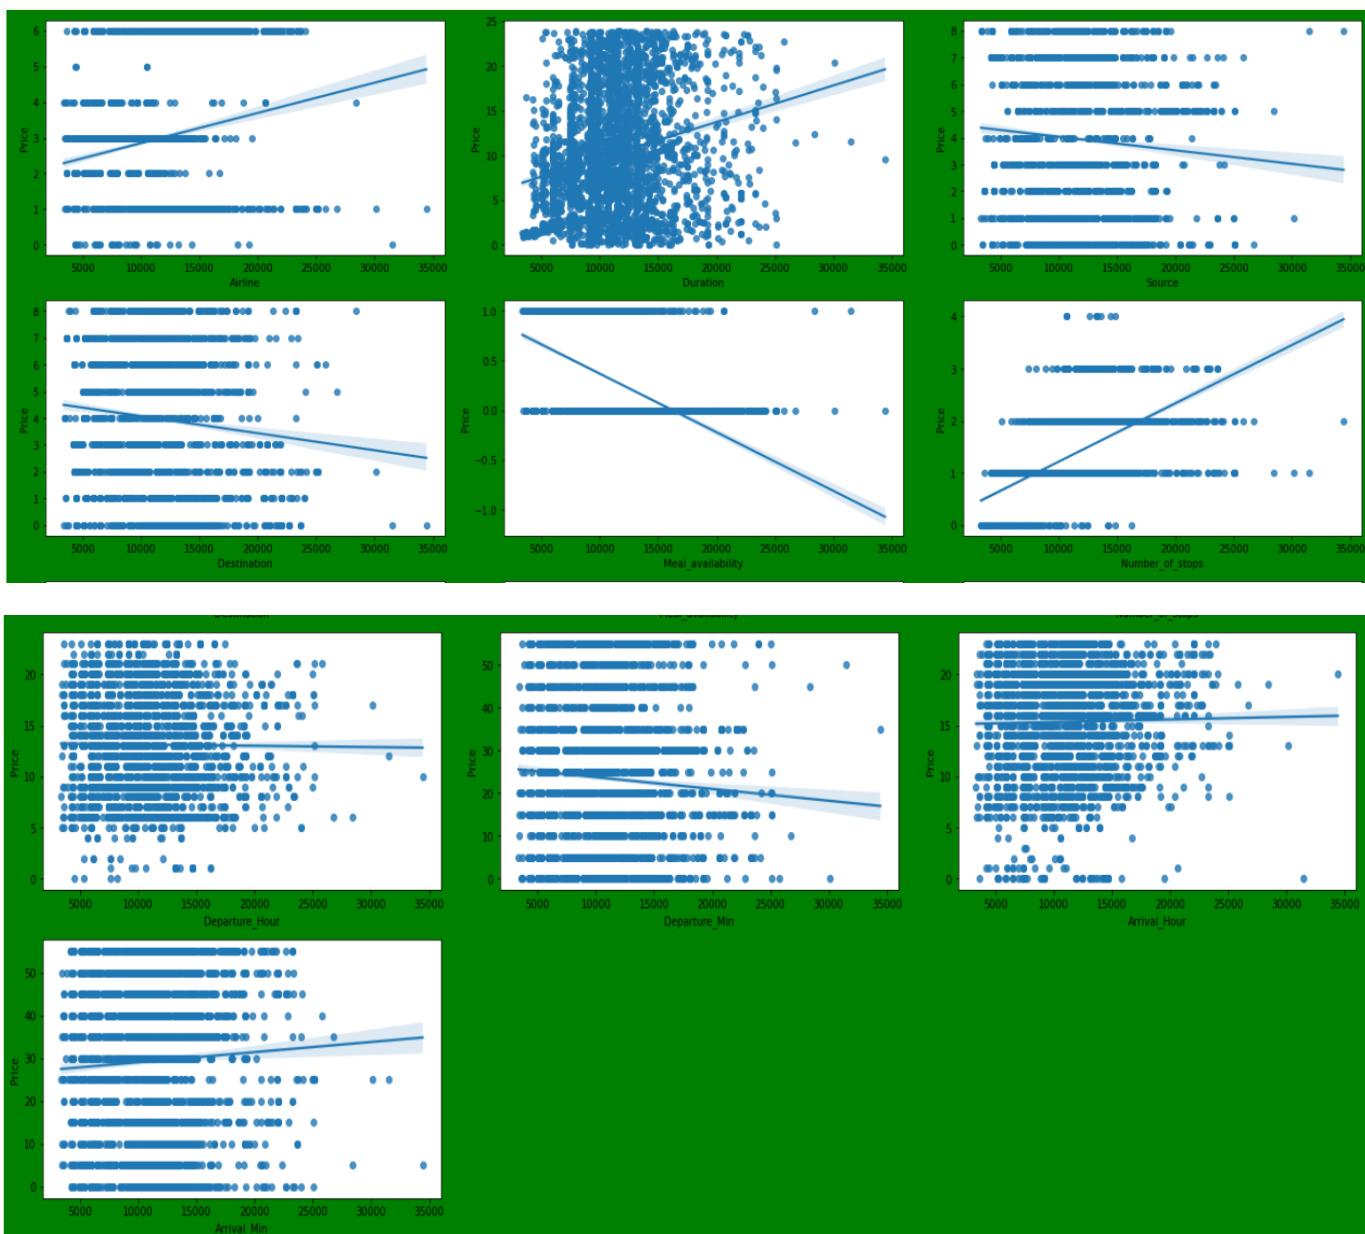 6 5 4 3 2 1 0
Price
5000 10000 15000 20000 25000 30000 35000
Airline
25 20 15 10 5 0
Price
5000 10000 15000 20000 25000 30000 35000
Duration
8 7 6 5 4 3 2 1 0
Price
5000 10000 15000 20000 25000 30000 35000
Source
8 7 6 5 4 3 2 1 0
Price
5000 10000 15000 20000 25000 30000 35000
Destination
1.0 0.5 0.0 −0.5 −1.0
Price
5000 10000 15000 20000 25000 30000 35000
Meal_availability
4 3 2 1 0
Price
5000 10000 15000 20000 25000 30000 35000
Number_of_stops
Destination
Meal_availability
Number_of_stops
20 15 10 5 0
Price
5000 10000 15000 20000 25000 30000 35000
Departure_Hour
50 40 30 20 10 0
Price
5000 10000 15000 20000 25000 30000 35000
Departure_Min
20 15 10 5 0
Price
5000 10000 15000 20000 25000 30000 35000
Arrival_Hour
50 40 30 20 10 0
Price
5000 10000 15000 20000 25000 30000 35000
Arrival_Min